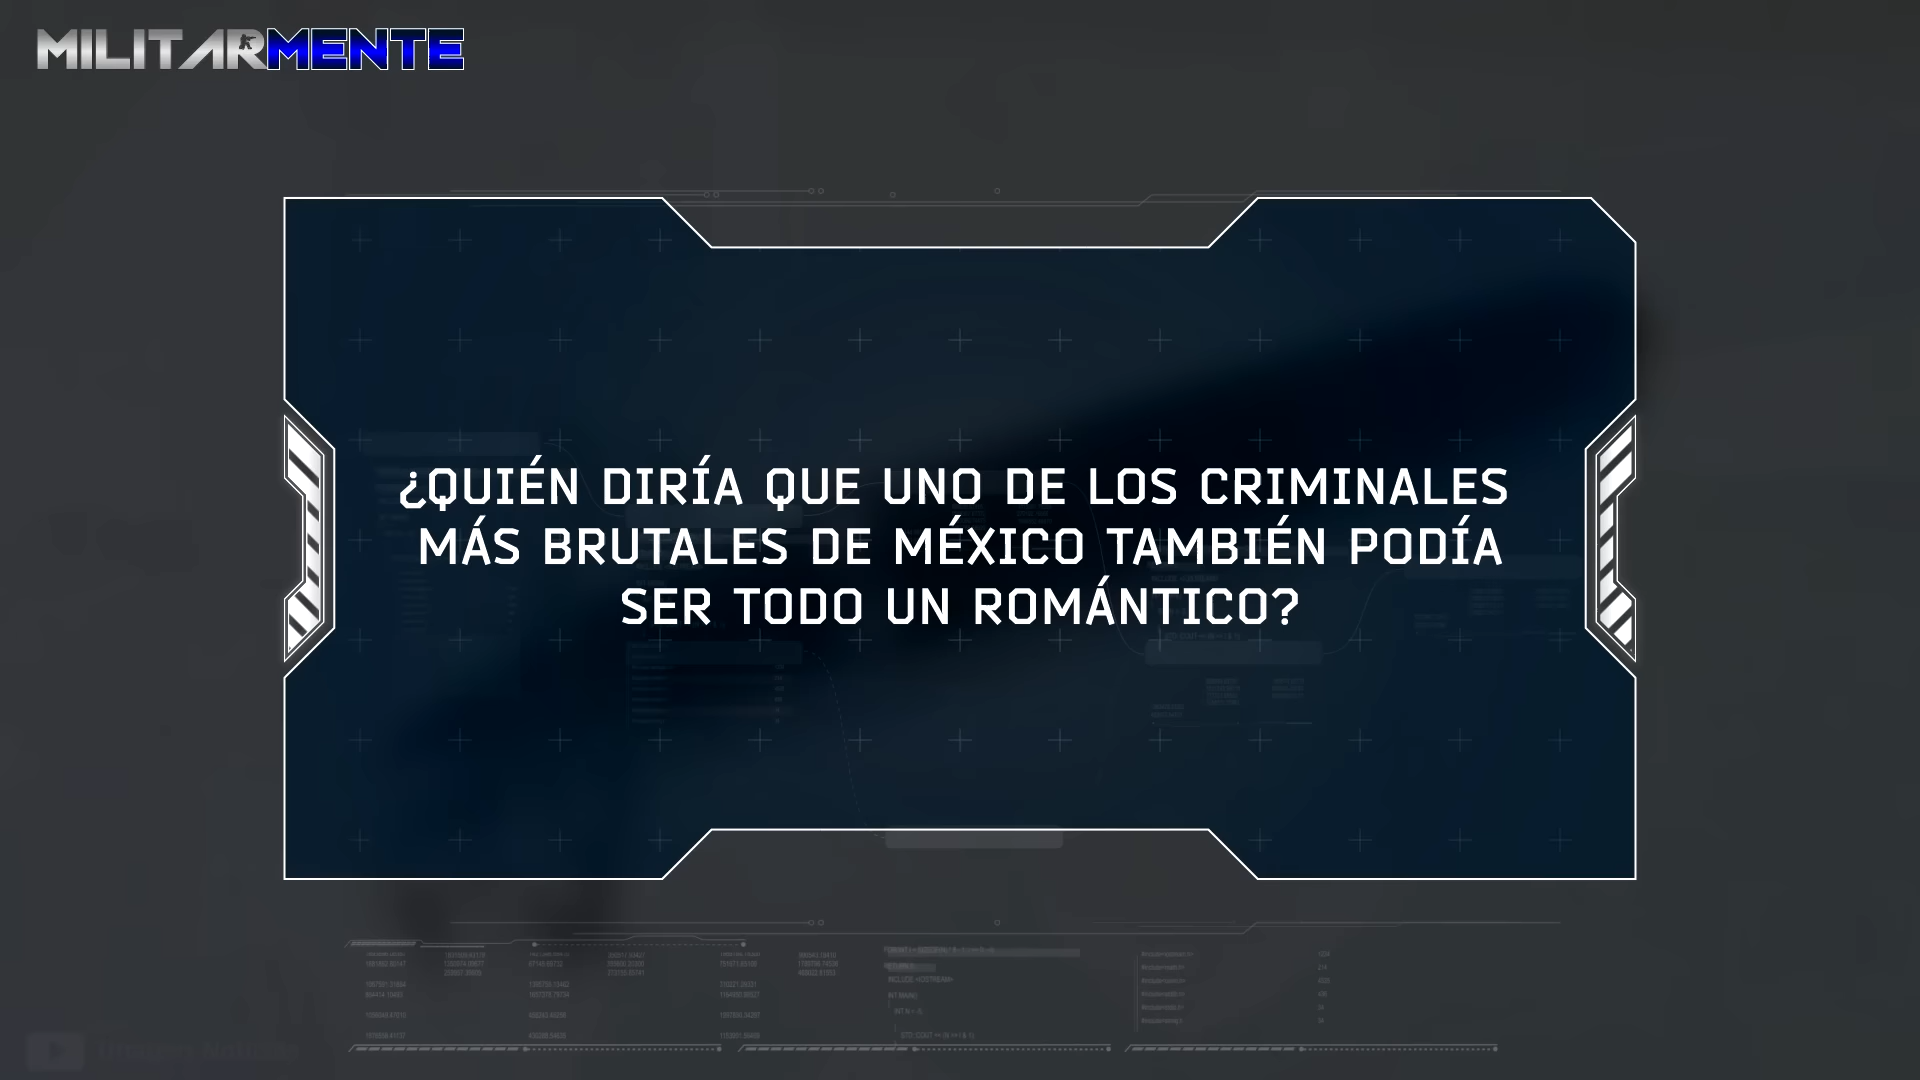 MILITARMENTE
¿QUIÉN DIRÍA QUE UNO DE LOS CRIMINALES
MÁS BRUTALES DE MÉXICO TAMBIÉN PODÍA
SER TODO UN ROMÁNTICO?